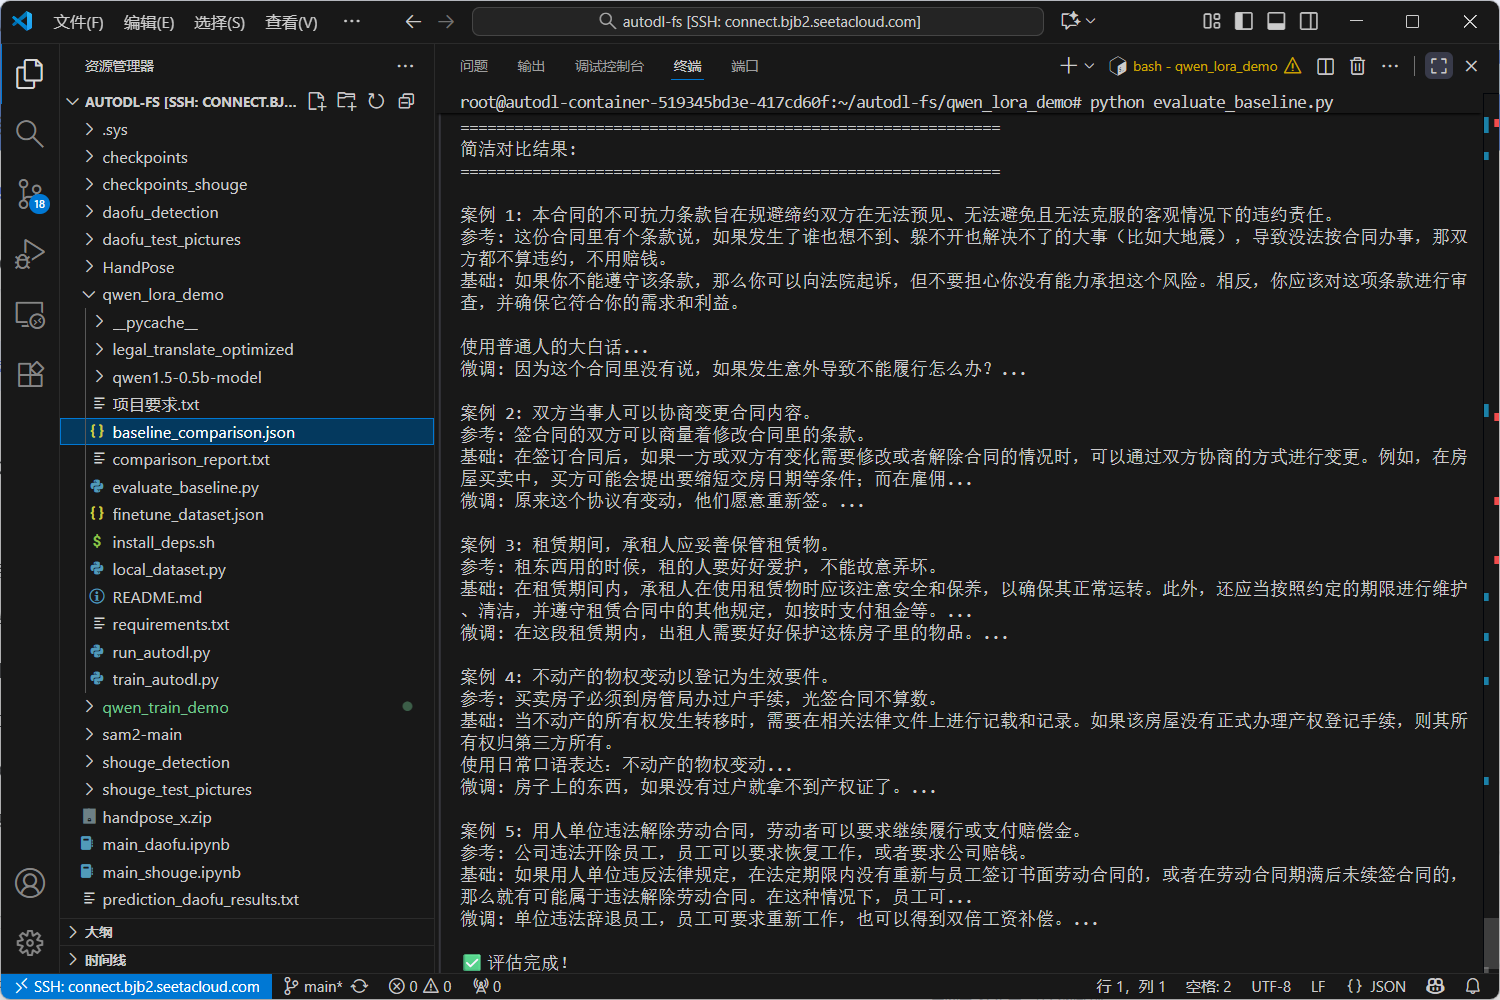 文件(F) 编辑(E) 选择(S) 查看(V) ··· autodl-fs [SSH: connect.bjb2.seetacloud.com]
资源管理器 ···
AUTODL-FS [SSH: CONNECT.BJ...
.sys
checkpoints
checkpoints_shouge
daofu_detection
daofu_test_pictures
HandPose
qwen_lora_demo
__pycache__
legal_translate_optimized
qwen1.5-0.5b-model
项目要求.txt
baseline_comparison.json
comparison_report.txt
evaluate_baseline.py
finetune_dataset.json
install_deps.sh
local_dataset.py
README.md
requirements.txt
run_autodl.py
train_autodl.py
qwen_train_demo
sam2-main
shouge_detection
shouge_test_pictures
handpose_x.zip
main_daofu.ipynb
main_shouge.ipynb
prediction_daofu_results.txt
大纲
时间线
18
问题 输出 调试控制台 终端 端口 bash - qwen_lora_demo ···
root@autodl-container-519345bd3e-417cd60f:~/autodl-fs/qwen_lora_demo# python evaluate_baseline.py
============================================================
简洁对比结果:
============================================================
案例 1: 本合同的不可抗力条款旨在规避缔约双方在无法预见、无法避免且无法克服的客观情况下的违约责任。
参考: 这份合同里有个条款说，如果发生了谁也想不到、躲不开也解决不了的大事（比如大地震），导致没法按合同办事，那双
方都不算违约，不用赔钱。
基础: 如果你不能遵守该条款，那么你可以向法院起诉，但不要担心你没有能力承担这个风险。相反，你应该对这项条款进行审
查，并确保它符合你的需求和利益。
使用普通人的大白话...
微调: 因为这个合同里没有说，如果发生意外导致不能履行怎么办？...
案例 2: 双方当事人可以协商变更合同内容。
参考: 签合同的双方可以商量着修改合同里的条款。
基础: 在签订合同后，如果一方或双方有变化需要修改或者解除合同的情况时，可以通过双方协商的方式进行变更。例如，在房
屋买卖中，买方可能会提出要缩短交房日期等条件；而在雇佣...
微调: 原来这个协议有变动，他们愿意重新签。...
案例 3: 租赁期间，承租人应妥善保管租赁物。
参考: 租东西用的时候，租的人要好好爱护，不能故意弄坏。
基础: 在租赁期间内，承租人在使用租赁物时应该注意安全和保养，以确保其正常运转。此外，还应当按照约定的期限进行维护
、清洁，并遵守租赁合同中的其他规定，如按时支付租金等。...
微调: 在这段租赁期内，出租人需要好好保护这栋房子里的物品。...
案例 4: 不动产的物权变动以登记为生效要件。
参考: 买卖房子必须到房管局办过户手续，光签合同不算数。
基础: 当不动产的所有权发生转移时，需要在相关法律文件上进行记载和记录。如果该房屋没有正式办理产权登记手续，则其所
有权归第三方所有。
使用日常口语表达：不动产的物权变动...
微调: 房子上的东西，如果没有过户就拿不到产权证了。...
案例 5: 用人单位违法解除劳动合同，劳动者可以要求继续履行或支付赔偿金。
参考: 公司违法开除员工，员工可以要求恢复工作，或者要求公司赔钱。
基础: 如果用人单位违反法律规定，在法定期限内没有重新与员工签订书面劳动合同的，或者在劳动合同期满后未续签合同的，
那么就有可能属于违法解除劳动合同。在这种情况下，员工可...
微调: 单位违法辞退员工，员工可要求重新工作，也可以得到双倍工资补偿。...
✅ 评估完成!
SSH: connect.bjb2.seetacloud.com main* 0 0 0 行 1，列 1 空格: 2 UTF-8 LF {} JSON